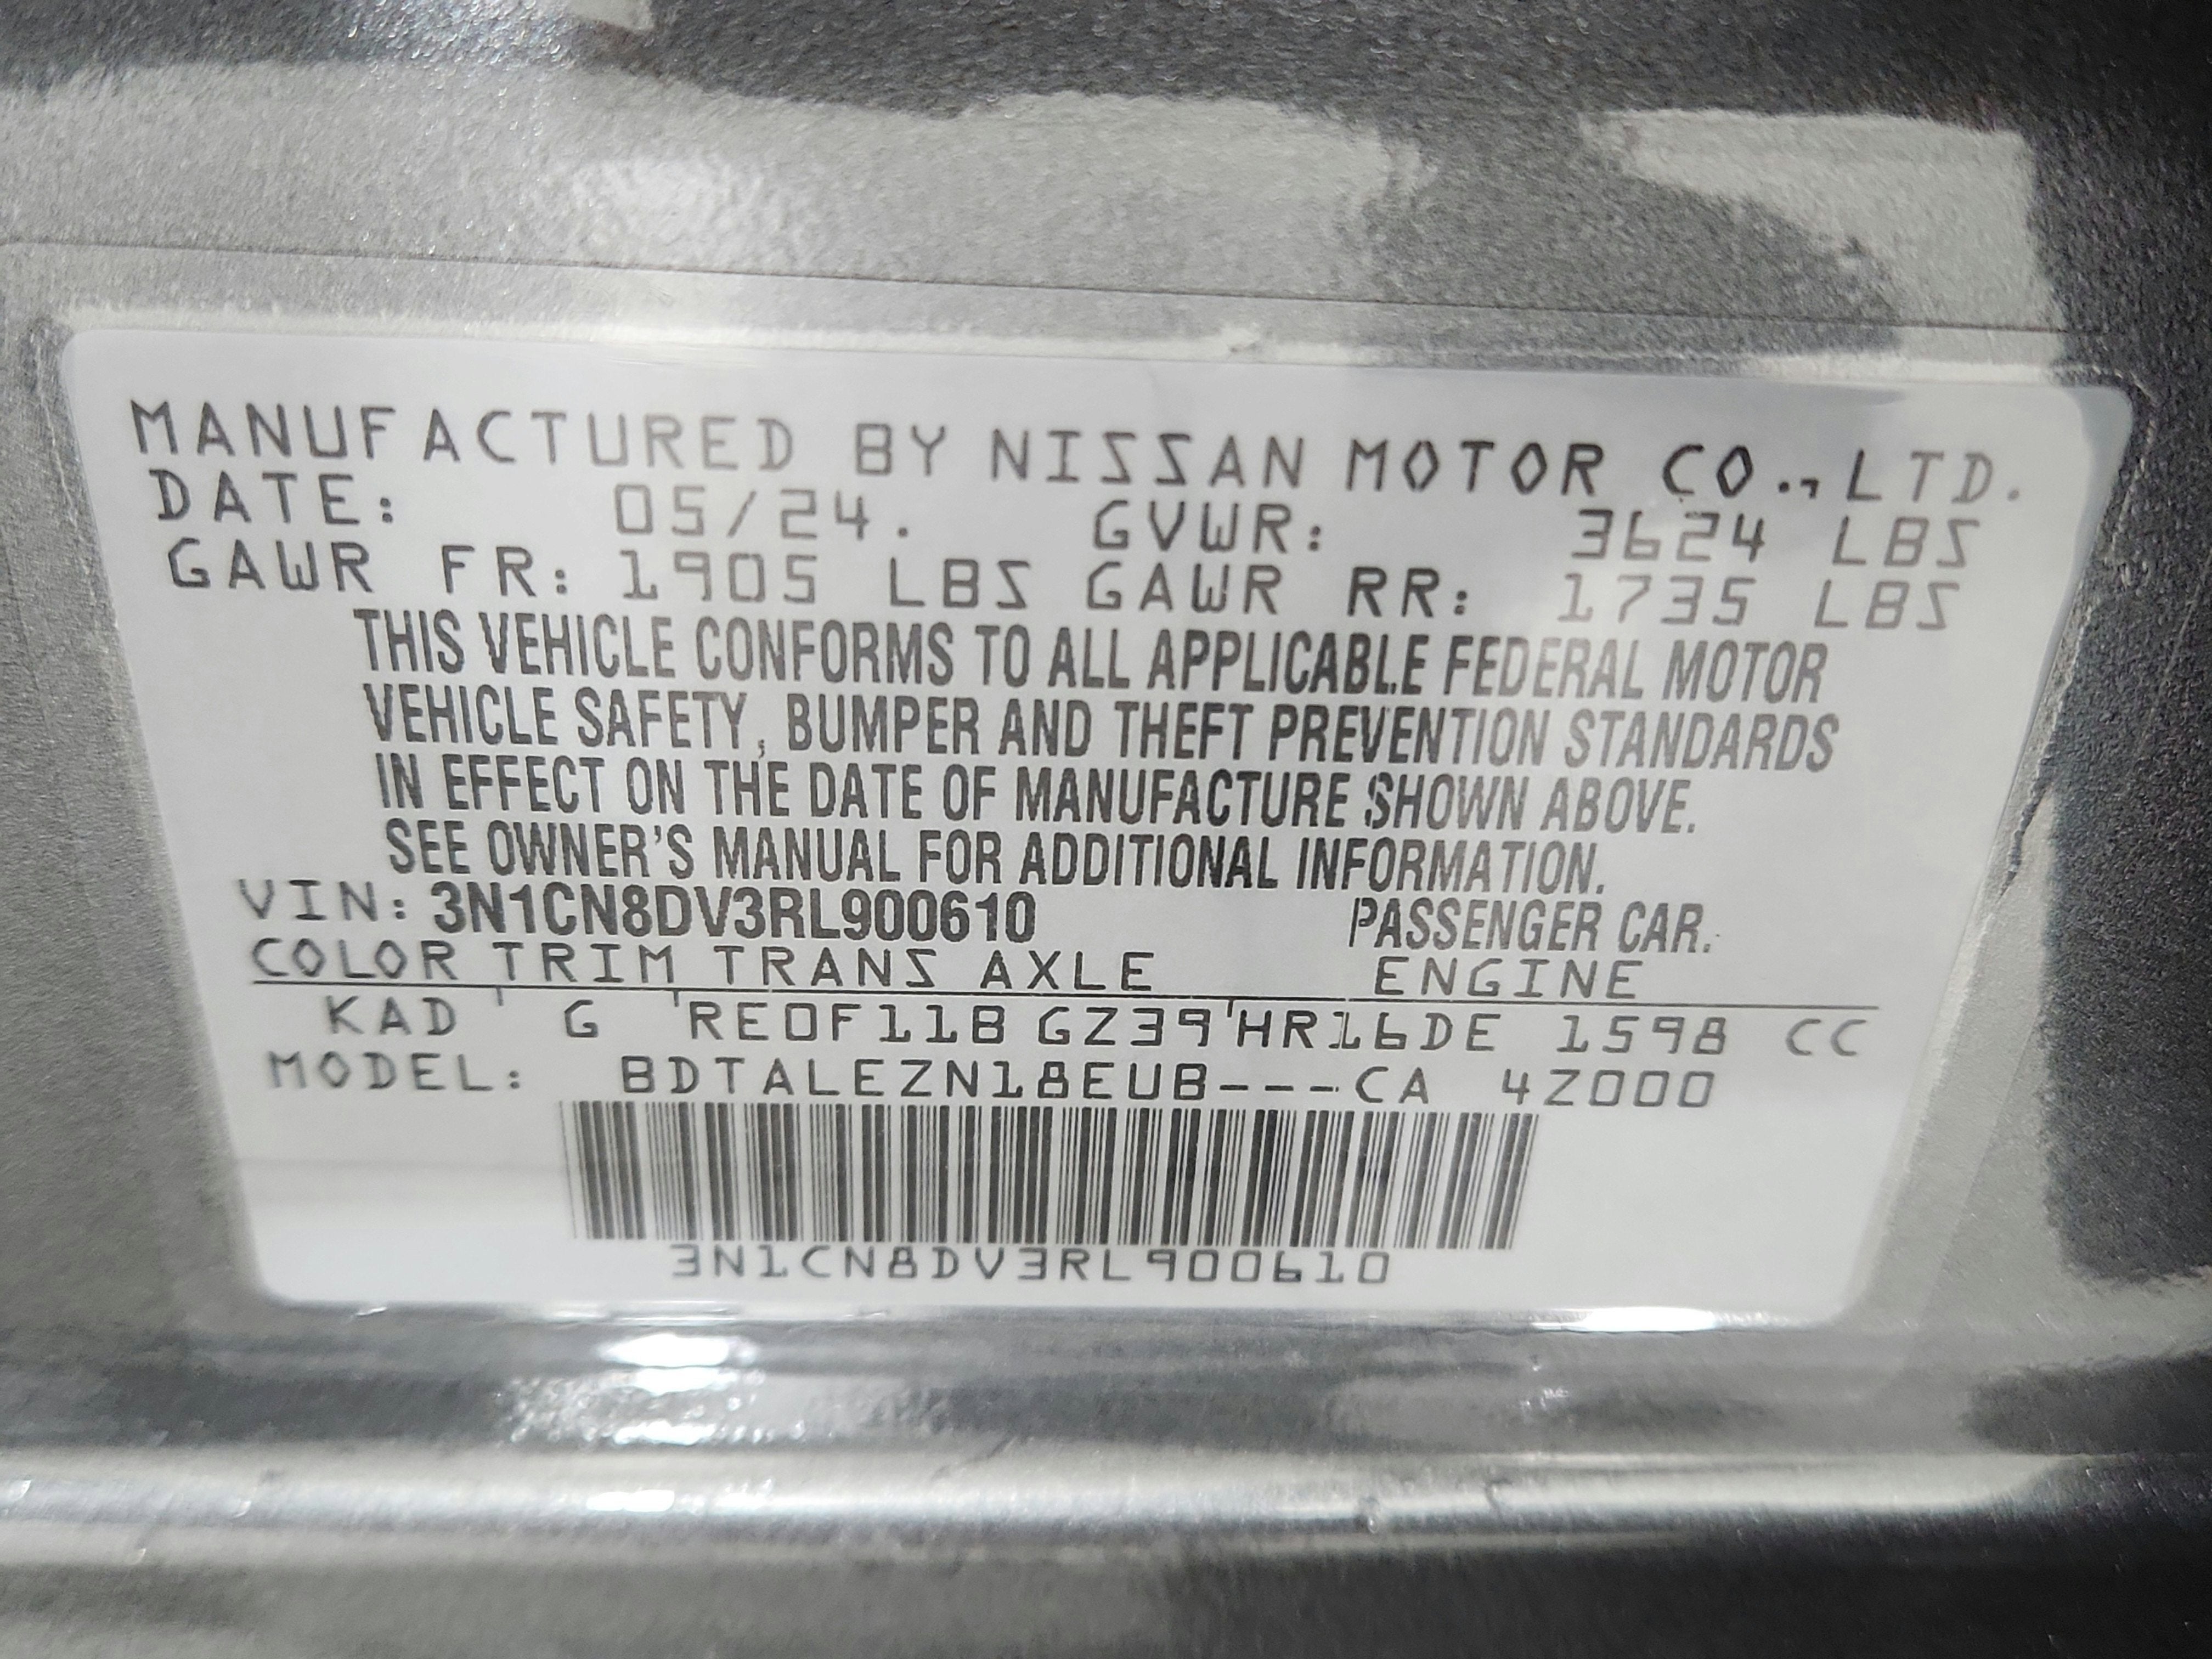 MANUFACTURED BY NISSAN MOTOR CO., LTD.
DATE: 05/24. GVWR: 3624 LBS
GAWR FR: 1905 LBS GAWR RR: 1735 LBS
THIS VEHICLE CONFORMS TO ALL APPLICABLE FEDERAL MOTOR
VEHICLE SAFETY, BUMPER AND THEFT PREVENTION STANDARDS
IN EFFECT ON THE DATE OF MANUFACTURE SHOWN ABOVE.
SEE OWNER'S MANUAL FOR ADDITIONAL INFORMATION.
VIN: 3N1CN8DV3RL900610 PASSENGER CAR.
COLOR TRIM TRANS AXLE ENGINE
KAD G RE0F11B GZ39 HR16DE 1598 CC
MODEL: BDTALEZN18EUB---CA 4Z000
3N1CN8DV3RL900610